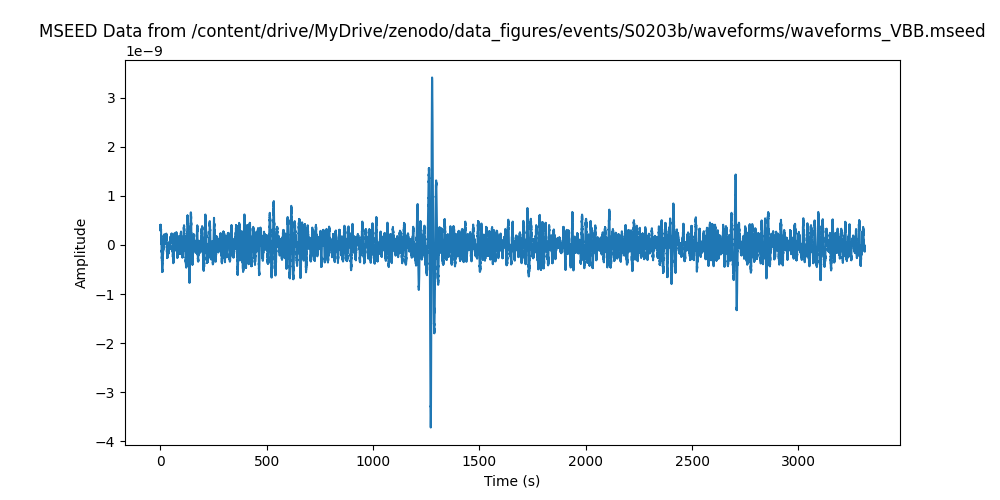 MSEED Data from /content/drive/MyDrive/zenodo/data_figures/events/S0203b/waveforms/waveforms_VBB.mseed
1e−9
3
2
1
0
−1
−2
−3
−4
Amplitude
0 500 1000 1500 2000 2500 3000
Time (s)